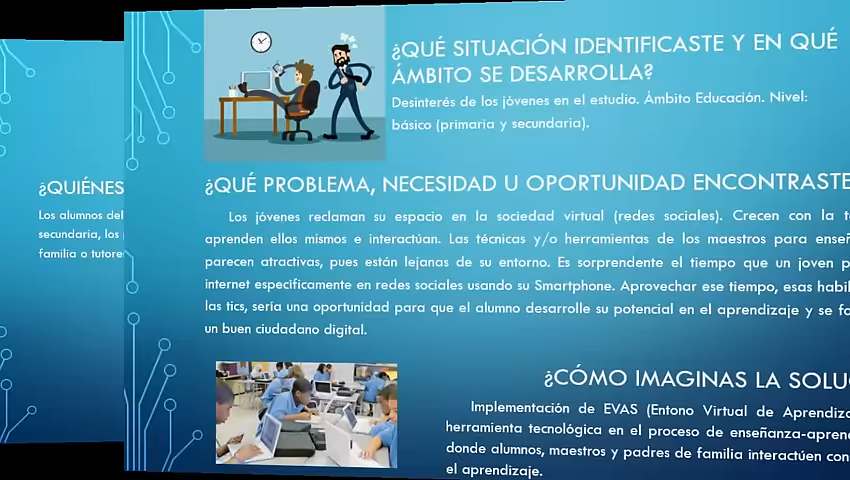 ¿QUÉ SITUACIÓN IDENTIFICASTE Y EN QUÉ
ÁMBITO SE DESARROLLA?
Desinterés de los jóvenes en el estudio. Ámbito Educación. Nivel:
básico (primaria y secundaria).
¿QUIÉNES
Los alumnos del
secundaria, los
familia o tutore
¿QUÉ PROBLEMA, NECESIDAD U OPORTUNIDAD ENCONTRASTE
Los jóvenes reclaman su espacio en la sociedad virtual (redes sociales). Crecen con la t
aprenden ellos mismos e interactúan. Las técnicas y/o herramientas de los maestros para enseñ
parecen atractivas, pues están lejanas de su entorno. Es sorprendente el tiempo que un joven p
internet específicamente en redes sociales usando su Smartphone. Aprovechar ese tiempo, esas habil
las tics, sería una oportunidad para que el alumno desarrolle su potencial en el aprendizaje y se fo
un buen ciudadano digital.
¿CÓMO IMAGINAS LA SOLU
Implementación de EVAS (Entono Virtual de Aprendiza
herramienta tecnológica en el proceso de enseñanza-apren
donde alumnos, maestros y padres de familia interactúen con
el aprendizaje.